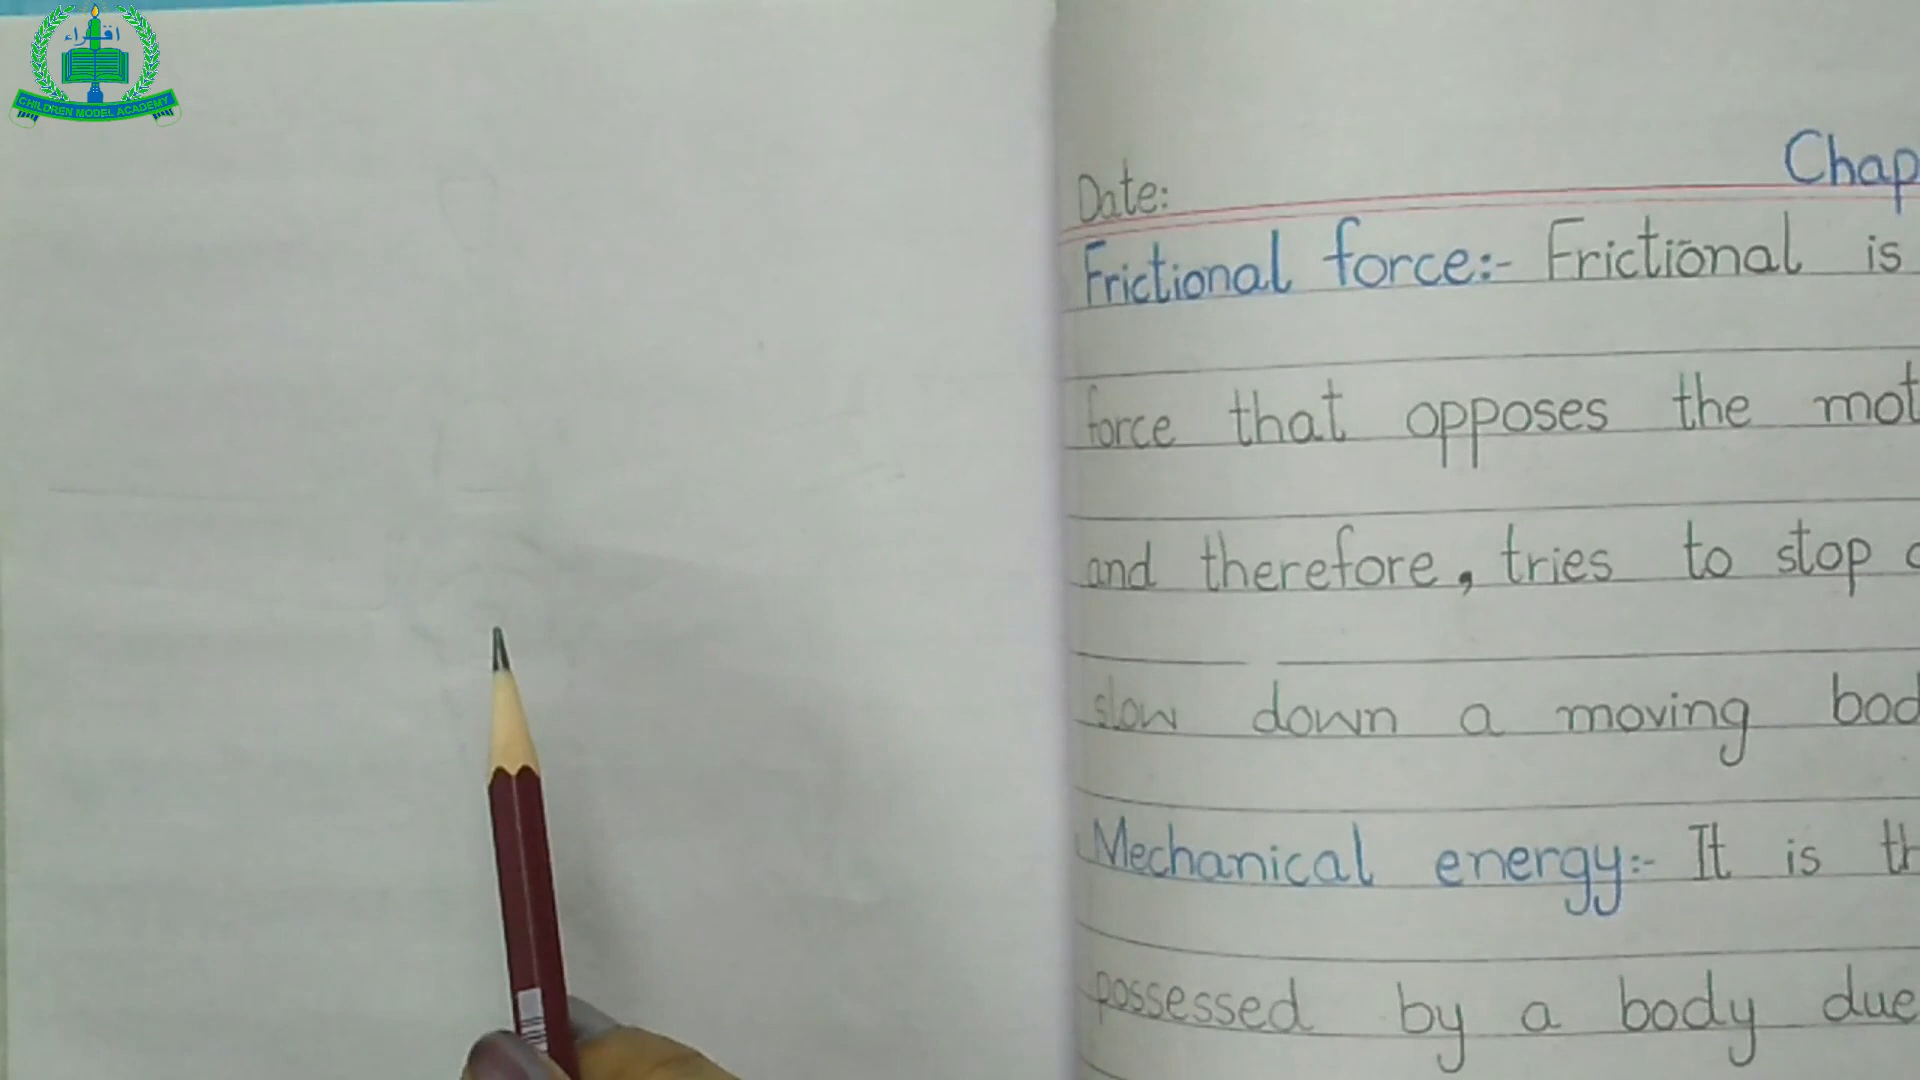 اقراء
CHILDREN MODEL ACADEMY
Chap
Date:
Frictional force:- Frictional is
force that opposes the mot
and therefore, tries to stop
slow down a moving bod
Mechanical energy:- It is th
possessed by a body due